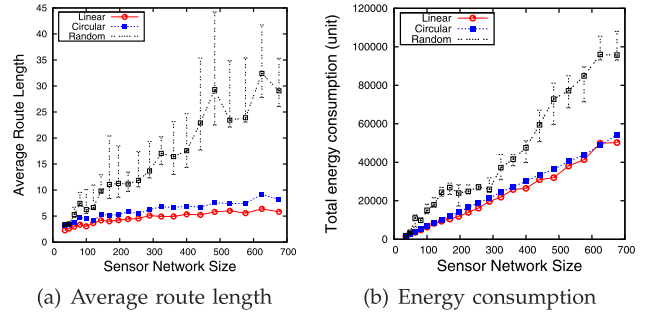 45
40
35
30
25
20
15
10
5
0
Average Route Length
Linear
Circular
Random
0 100 200 300 400 500 600 700
Sensor Network Size
(a) Average route length
120000
100000
80000
60000
40000
20000
0
Total energy consumption (unit)
Linear
Circular
Random
0 100 200 300 400 500 600 700
Sensor Network Size
(b) Energy consumption